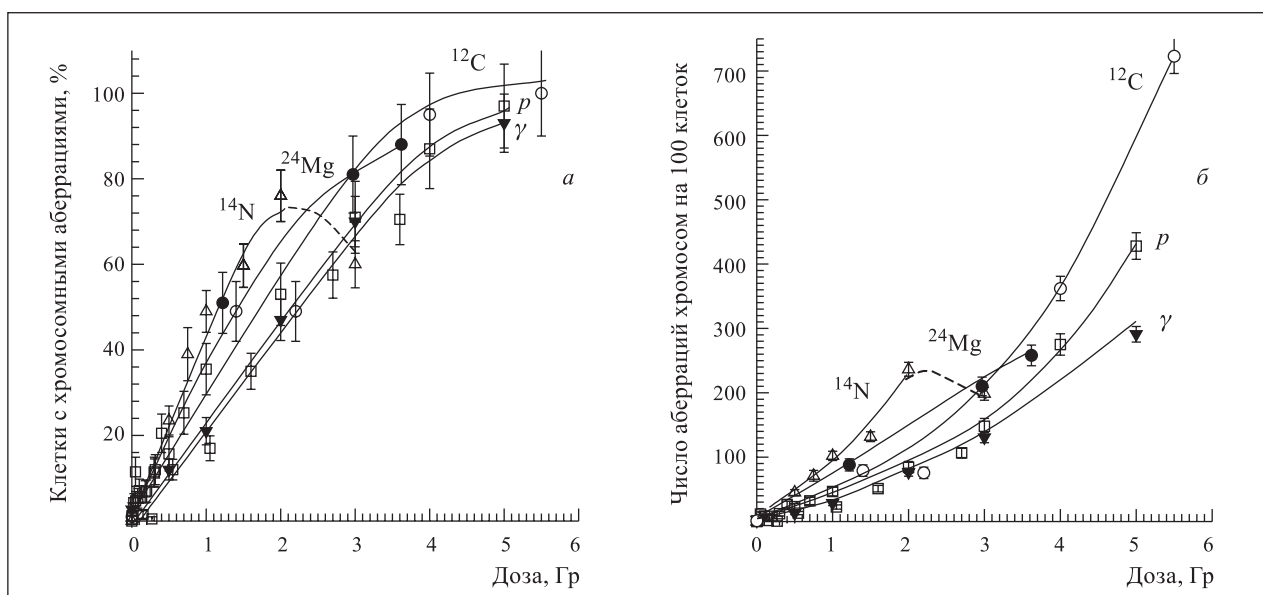 Клетки с хромосомными аберрациями, %
100
80
60
40
20
0 1 2 3 4 5 6
Доза, Гр
¹²C
p
γ
²⁴Mg
¹⁴N
а
Число аберраций хромосом на 100 клеток
700
600
500
400
300
200
100
0 1 2 3 4 5 6
Доза, Гр
¹²C
б
p
γ
²⁴Mg
¹⁴N